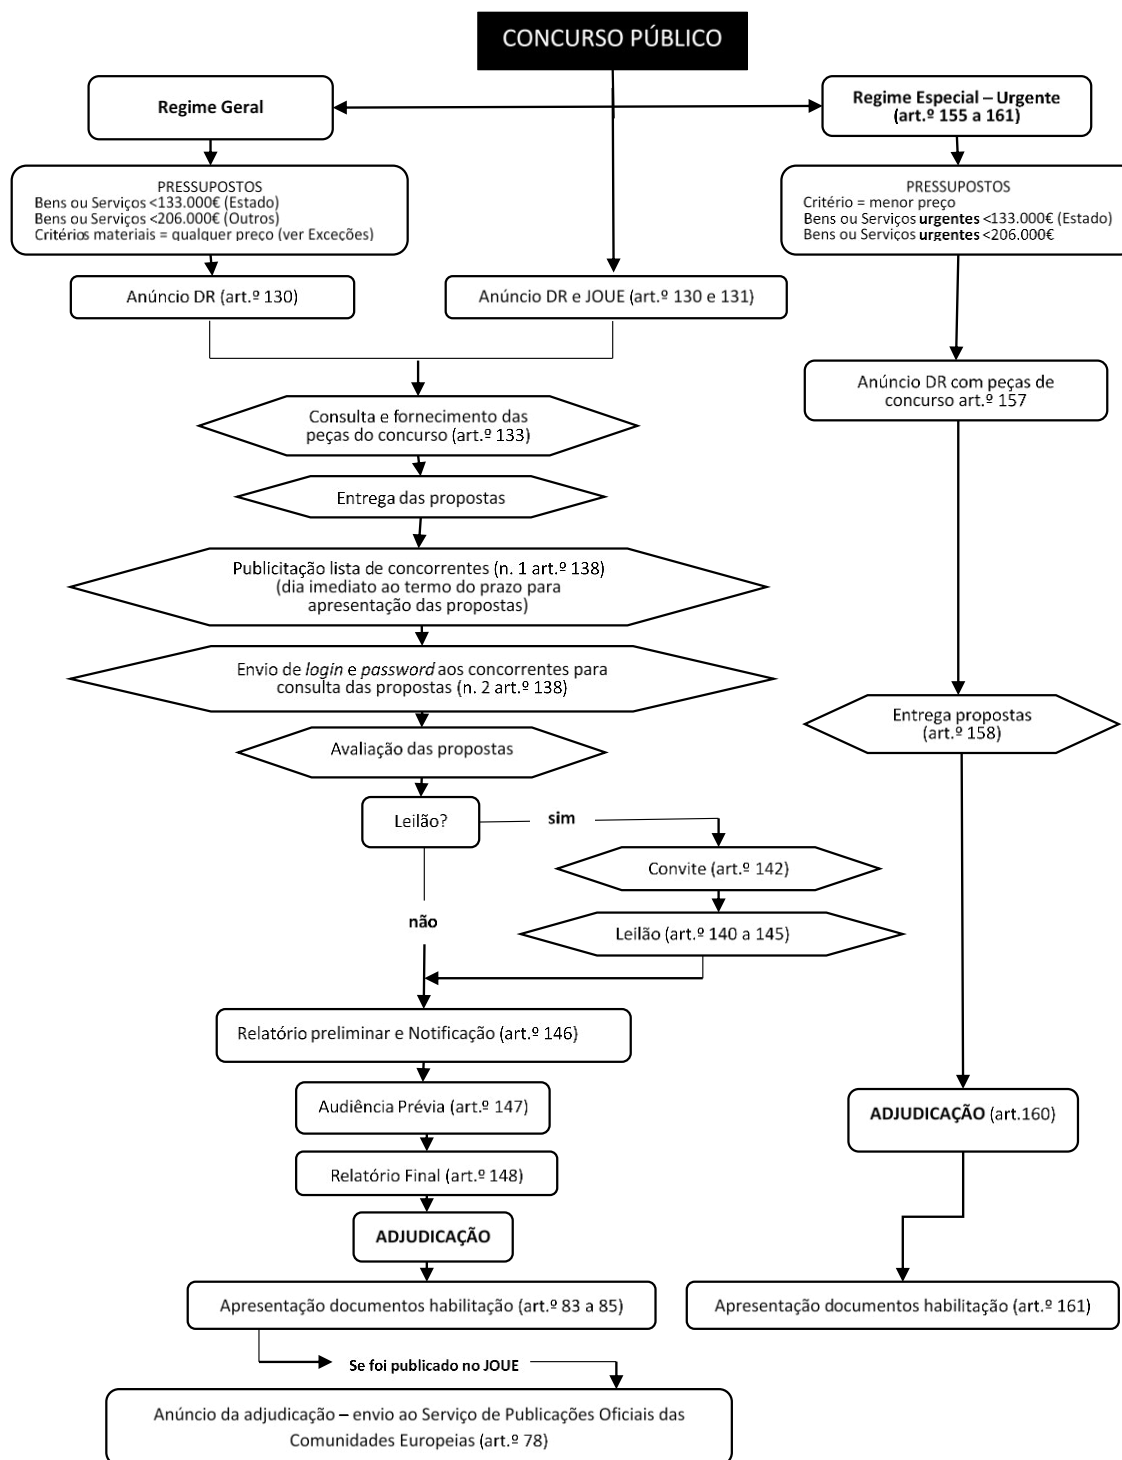 CONCURSO PÚBLICO
Regime Geral
Regime Especial – Urgente
(art.º 155 a 161)
PRESSUPOSTOS
Bens ou Serviços <133.000€ (Estado)
Bens ou Serviços <206.000€ (Outros)
Critérios materiais = qualquer preço (ver Exceções)
PRESSUPOSTOS
Critério = menor preço
Bens ou Serviços urgentes <133.000€ (Estado)
Bens ou Serviços urgentes <206.000€
Anúncio DR (art.º 130)
Anúncio DR e JOUE (art.º 130 e 131)
Anúncio DR com peças de
concurso art.º 157
Consulta e fornecimento das
peças do concurso (art.º 133)
Entrega das propostas
Publicitação lista de concorrentes (n. 1 art.º 138)
(dia imediato ao termo do prazo para
apresentação das propostas)
Envio de login e password aos concorrentes para
consulta das propostas (n. 2 art.º 138)
Entrega propostas
(art.º 158)
Avaliação das propostas
Leilão?
sim
Convite (art.º 142)
não
Leilão (art.º 140 a 145)
Relatório preliminar e Notificação (art.º 146)
Audiência Prévia (art.º 147)
ADJUDICAÇÃO (art.160)
Relatório Final (art.º 148)
ADJUDICAÇÃO
Apresentação documentos habilitação (art.º 83 a 85)
Apresentação documentos habilitação (art.º 161)
Se foi publicado no JOUE
Anúncio da adjudicação – envio ao Serviço de Publicações Oficiais das
Comunidades Europeias (art.º 78)